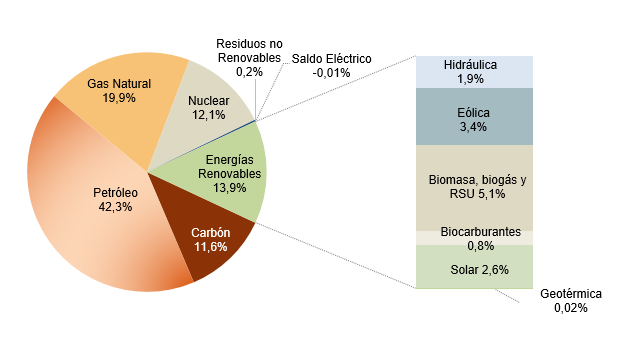 Residuos no
Renovables
0,2%
Saldo Eléctrico
-0,01%
Gas Natural
19,9%
Nuclear
12,1%
Energías
Renovables
13,9%
Petróleo
42,3%
Carbón
11,6%
Hidráulica
1,9%
Eólica
3,4%
Biomasa, biogás y
RSU 5,1%
Biocarburantes
0,8%
Solar 2,6%
Geotérmica
0,02%